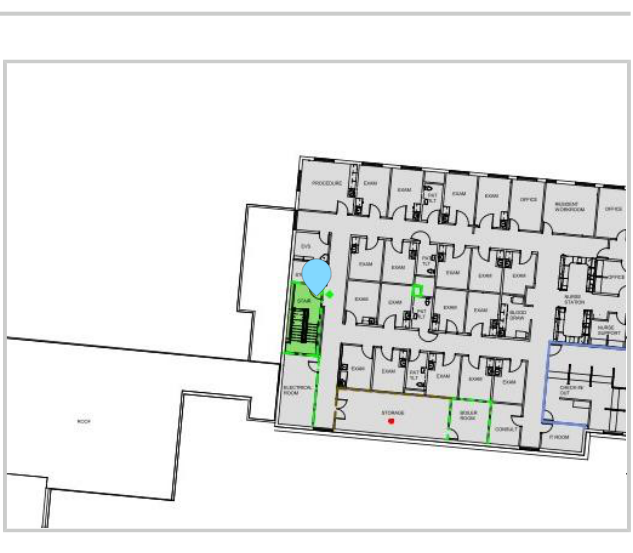 PROCEDURE
EXAM
EXAM
PAT
TLT
EXAM
EXAM
OFFICE
RESIDENT
WORKROOM
OFFICE
EVS
EXAM
EXAM
PAT
TLT
EXAM
EXAM
EXAM
OFFICE
STAIR
EXAM
EXAM
PAT
TLT
EXAM
EXAM
BLOOD
DRAW
NURSE
STATION
NURSE
SUPPORT
EXAM
EXAM
PAT
TLT
EXAM
EXAM
EXAM
ELECTRICAL
ROOM
CHECK IN/
OUT
STORAGE
BOILER
ROOM
CONSULT
ROOF